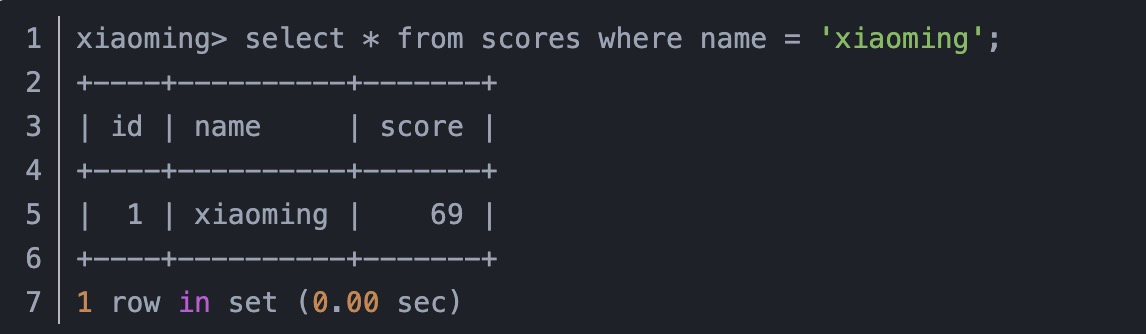 1 xiaoming> select * from scores where name = 'xiaoming';
2 +----+----------+-------+
3 | id | name     | score |
4 +----+----------+-------+
5 |  1 | xiaoming |    69 |
6 +----+----------+-------+
7 1 row in set (0.00 sec)